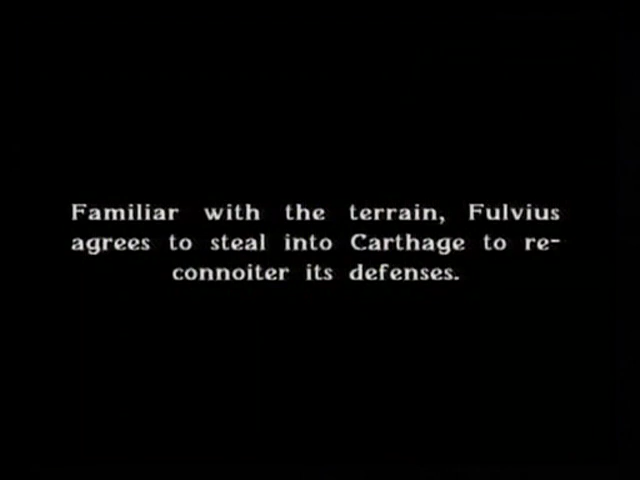 Familiar with the terrain, Fulvius
agrees to steal into Carthage to re-
connoiter its defenses.